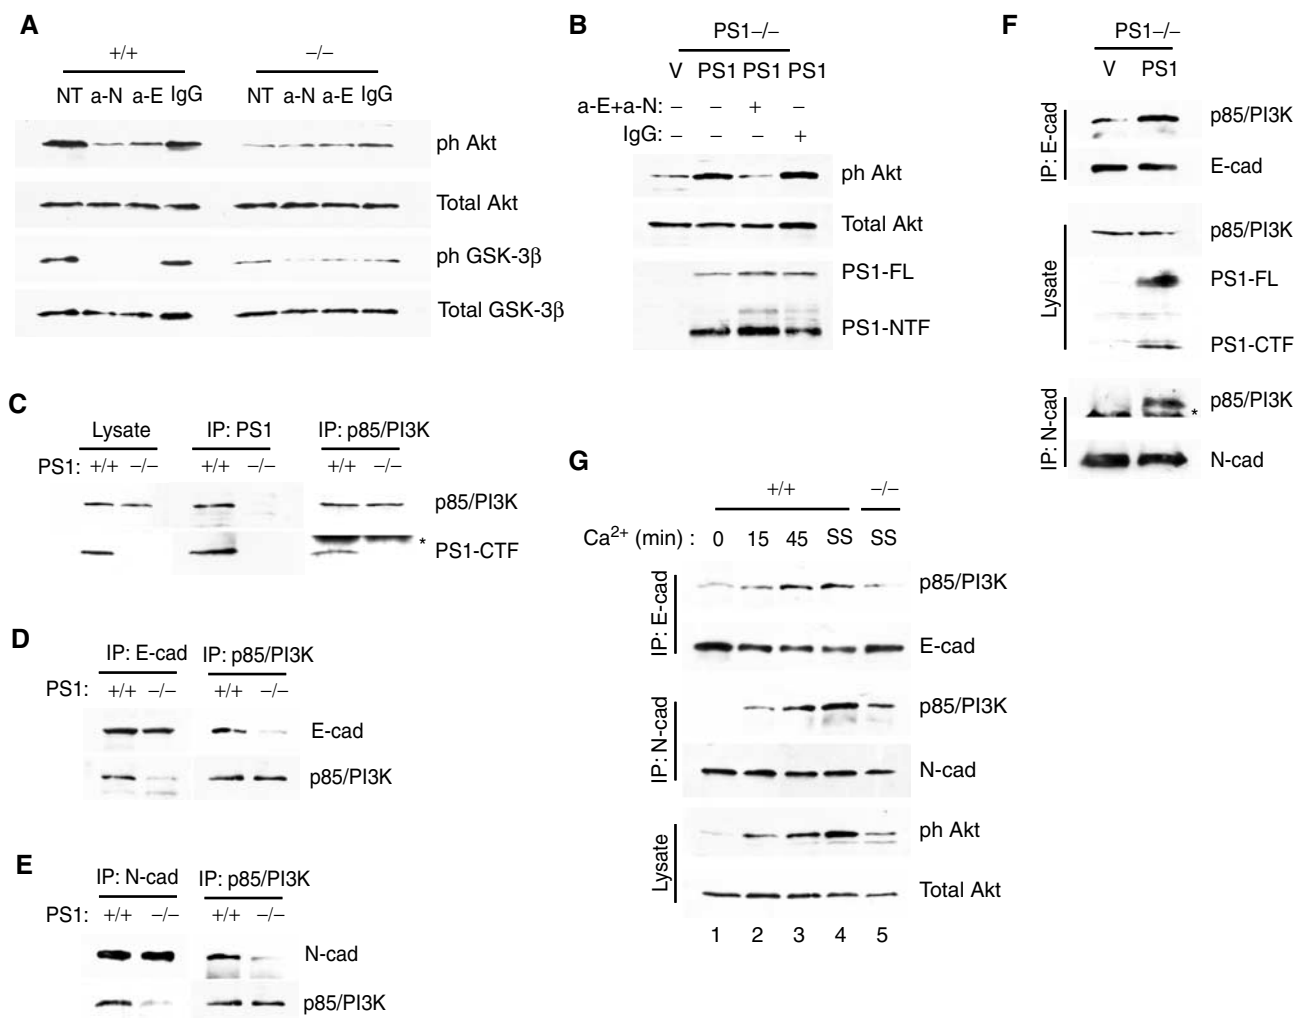 A
+/+ −/−
NT a-N a-E IgG NT a-N a-E IgG
ph Akt
Total Akt
ph GSK-3β
Total GSK-3β
B
PS1−/−
V PS1 PS1 PS1
a-E+a-N: − − + −
IgG: − − − +
ph Akt
Total Akt
PS1-FL
PS1-NTF
C
Lysate IP: PS1 IP: p85/PI3K
PS1: +/+ −/− +/+ −/− +/+ −/−
p85/PI3K
*
PS1-CTF
D
IP: E-cad IP: p85/PI3K
PS1: +/+ −/− +/+ −/−
E-cad
p85/PI3K
E
IP: N-cad IP: p85/PI3K
PS1: +/+ −/− +/+ −/−
N-cad
p85/PI3K
F
PS1−/−
V PS1
IP: E-cad
p85/PI3K
E-cad
Lysate
p85/PI3K
PS1-FL
PS1-CTF
IP: N-cad
p85/PI3K
*
N-cad
G
+/+ −/−
Ca2+ (min) : 0 15 45 SS SS
IP: E-cad
p85/PI3K
E-cad
IP: N-cad
p85/PI3K
N-cad
Lysate
ph Akt
Total Akt
1 2 3 4 5